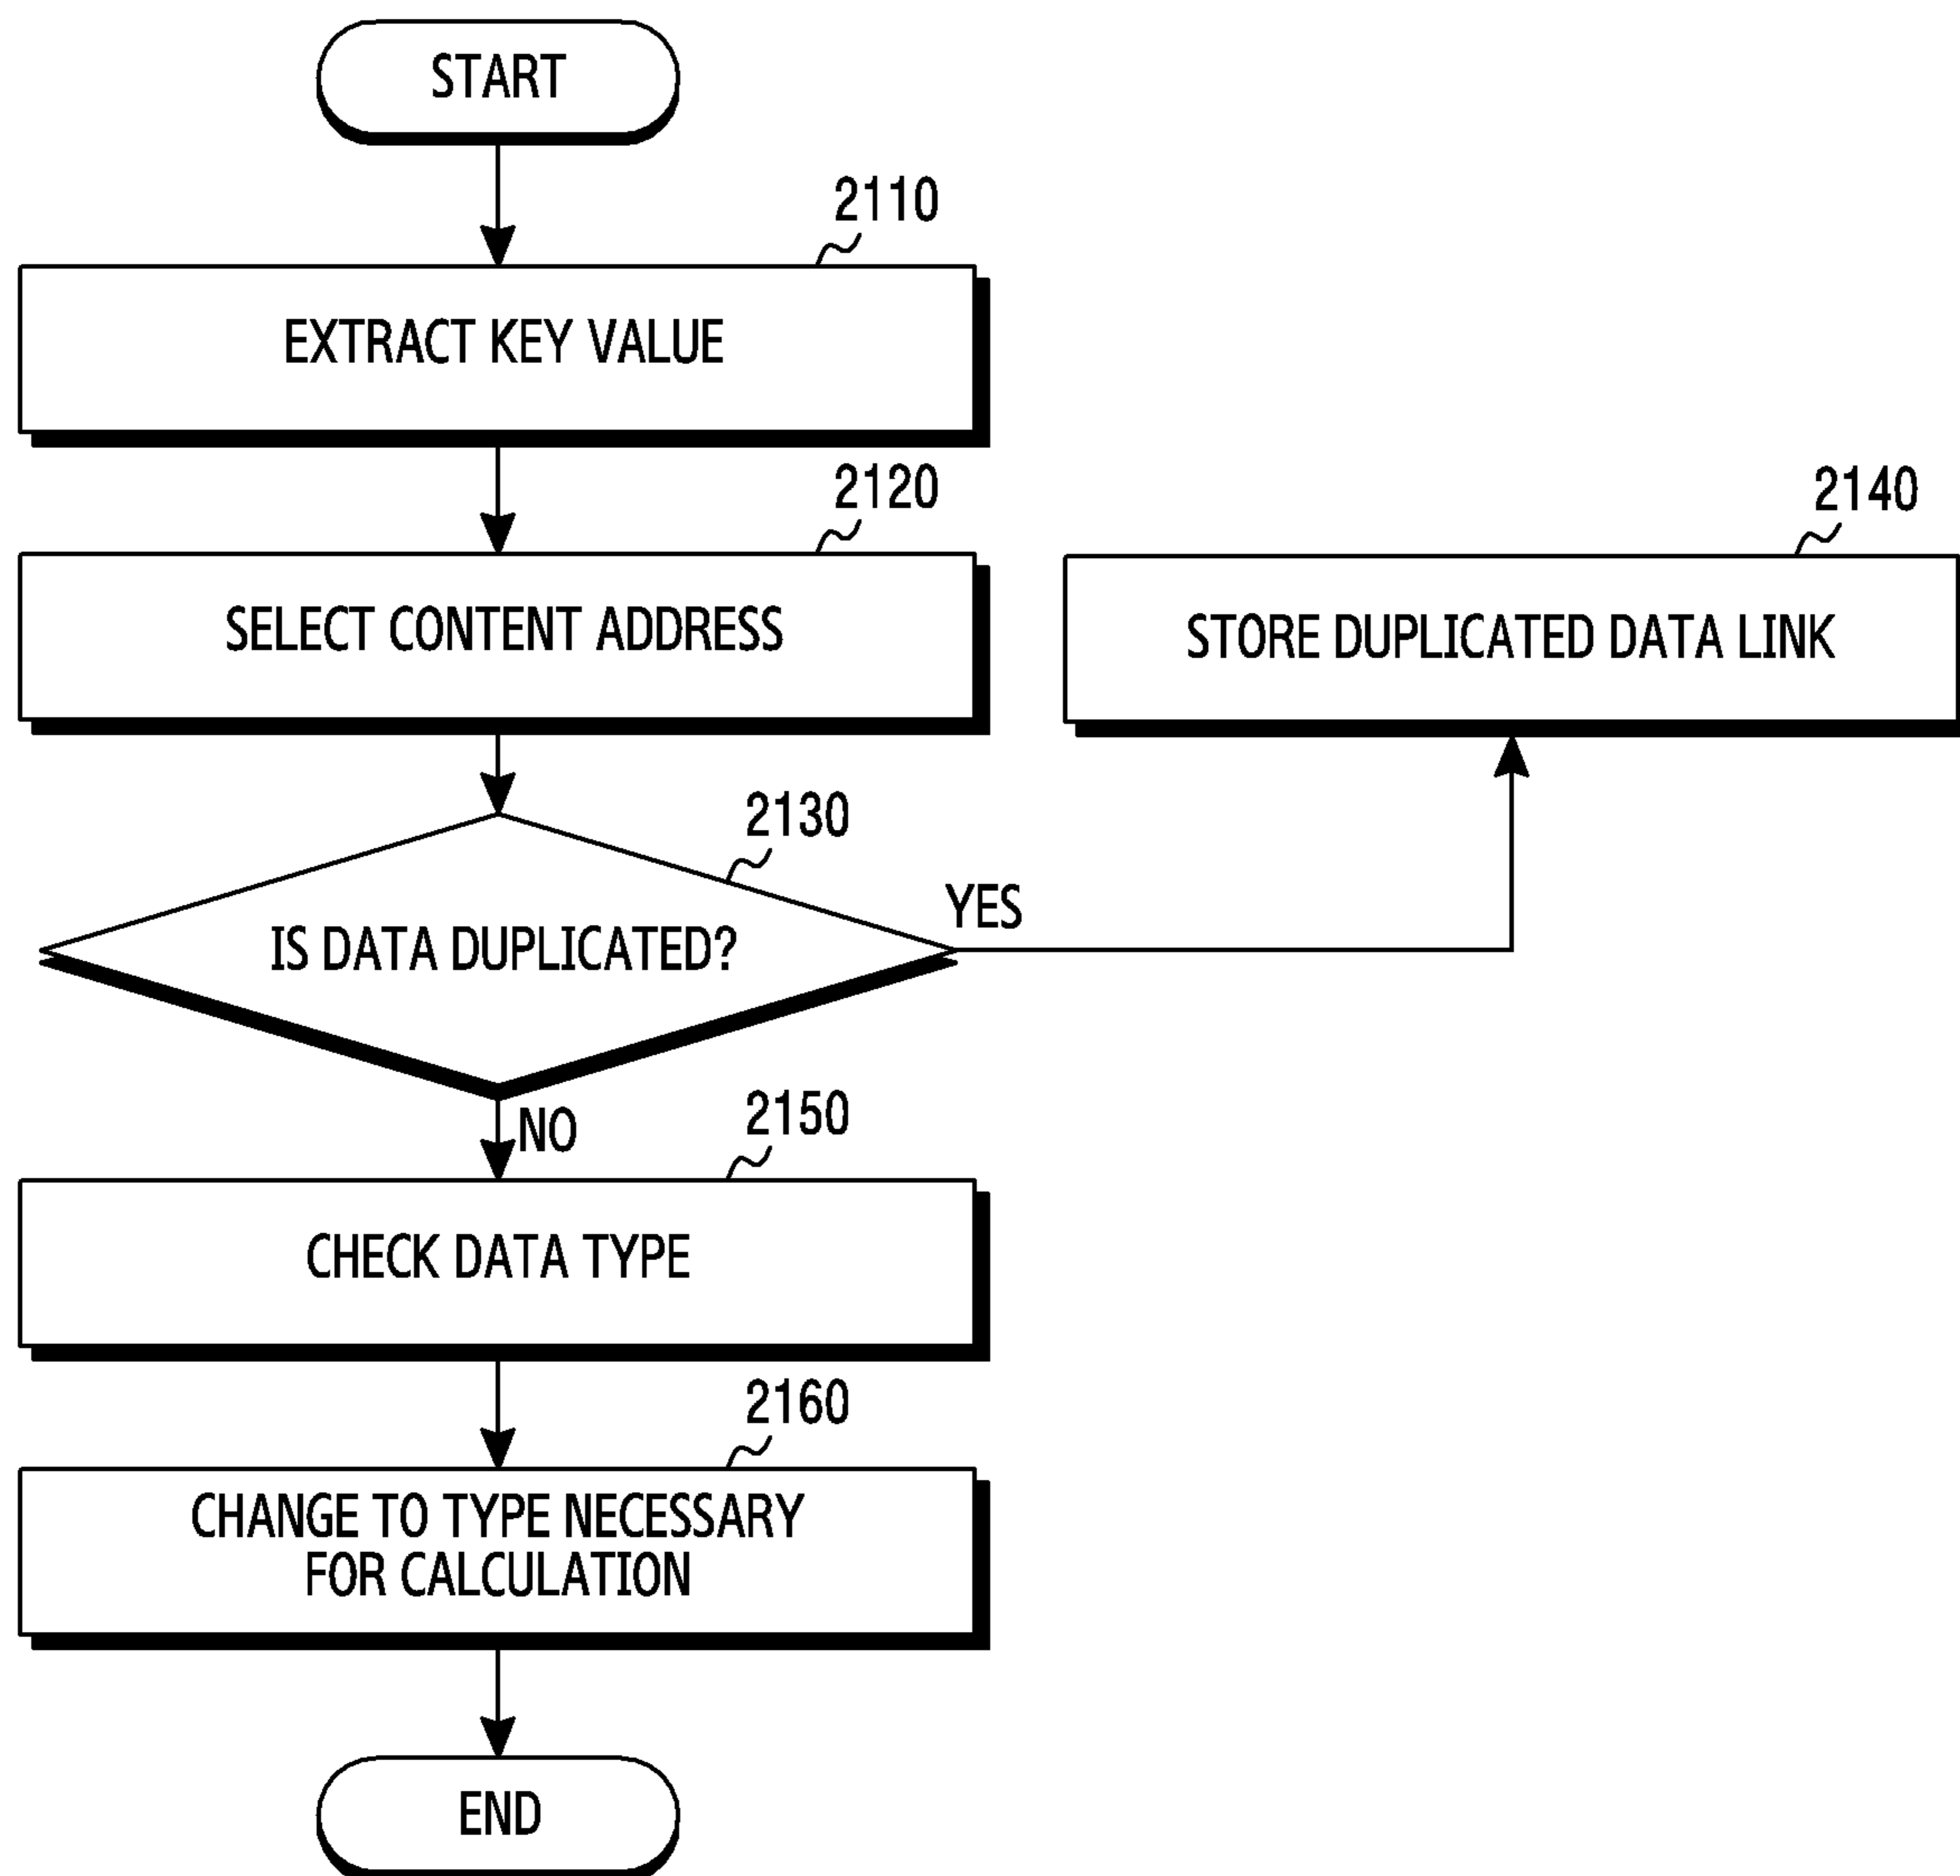 START
2110
EXTRACT KEY VALUE
2120
SELECT CONTENT ADDRESS
2140
STORE DUPLICATED DATA LINK
2130
IS DATA DUPLICATED?
YES
NO
2150
CHECK DATA TYPE
2160
CHANGE TO TYPE NECESSARY
FOR CALCULATION
END